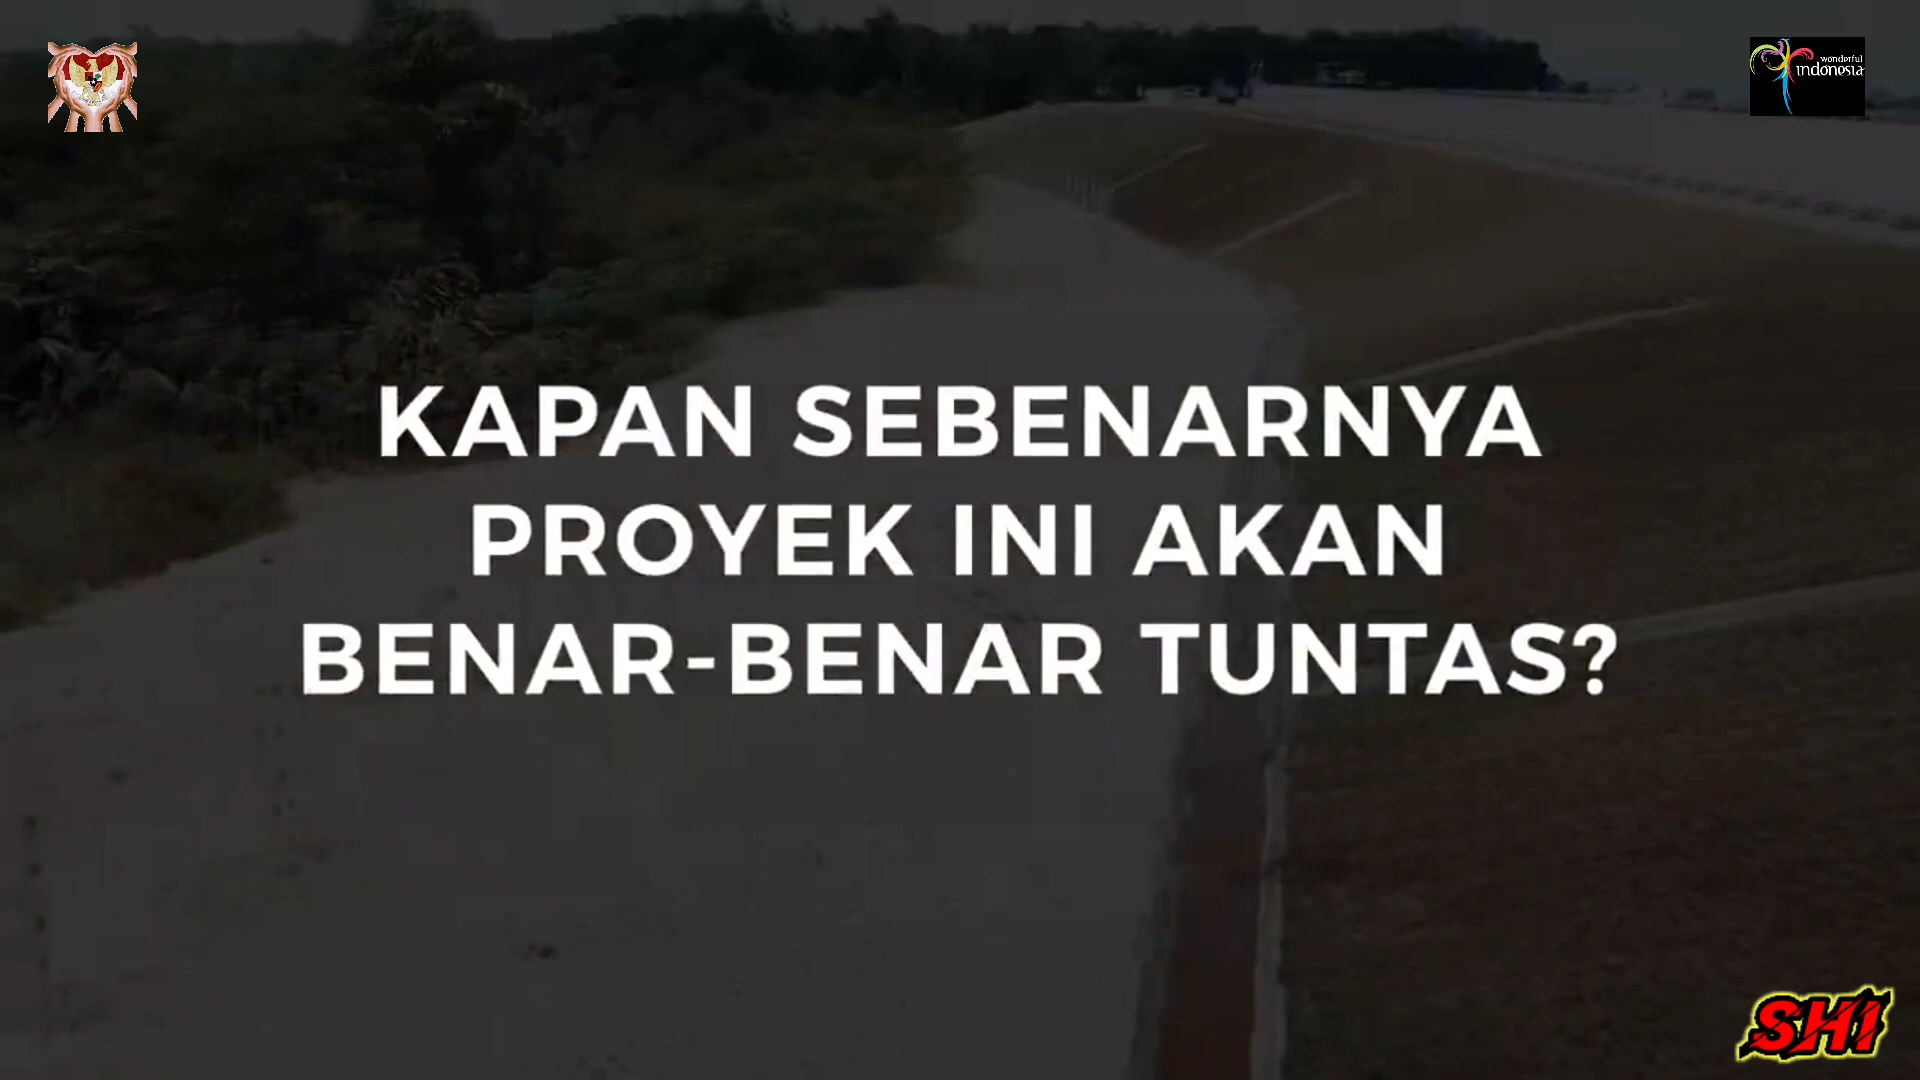 wonderful
indonesia
KAPAN SEBENARNYA
PROYEK INI AKAN
BENAR-BENAR TUNTAS?
SHI